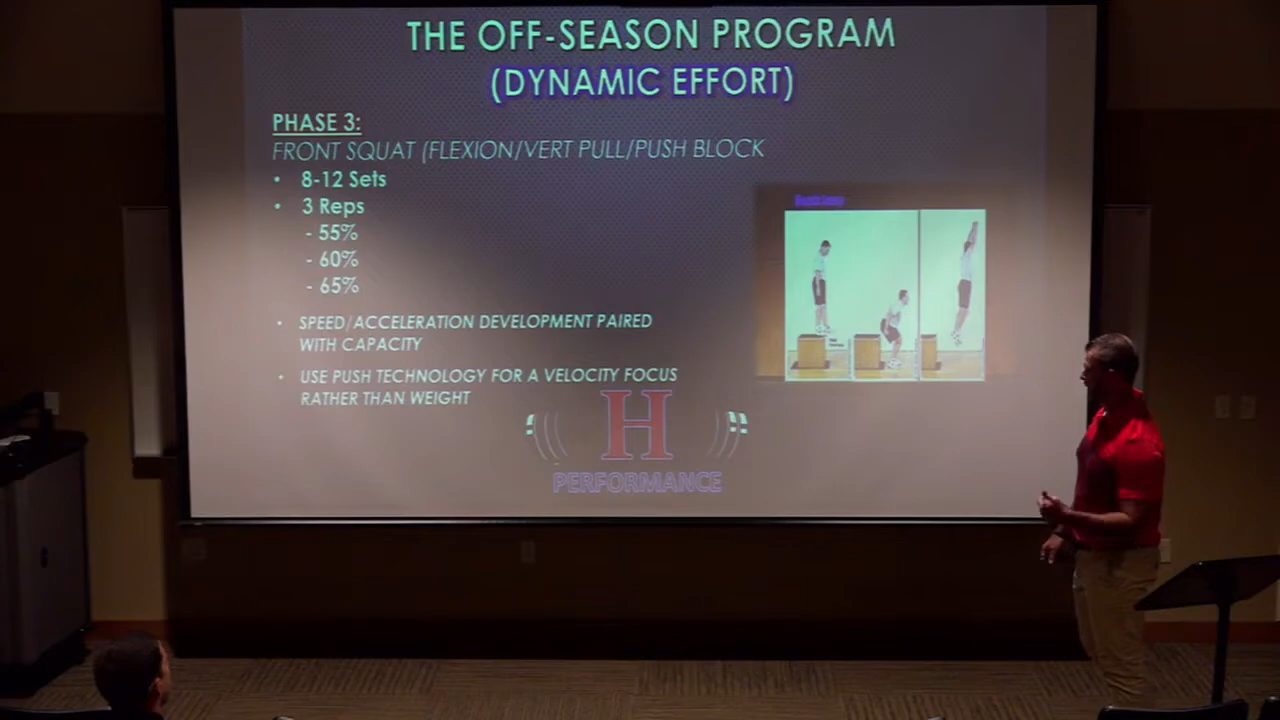 THE OFF-SEASON PROGRAM
(DYNAMIC EFFORT)
PHASE 3:
FRONT SQUAT (FLEXION/VERT PULL/PUSH BLOCK
• 8-12 Sets
• 3 Reps
- 55%
- 60%
- 65%
• SPEED/ACCELERATION DEVELOPMENT PAIRED
WITH CAPACITY
• USE PUSH TECHNOLOGY FOR A VELOCITY FOCUS
RATHER THAN WEIGHT
H
PERFORMANCE